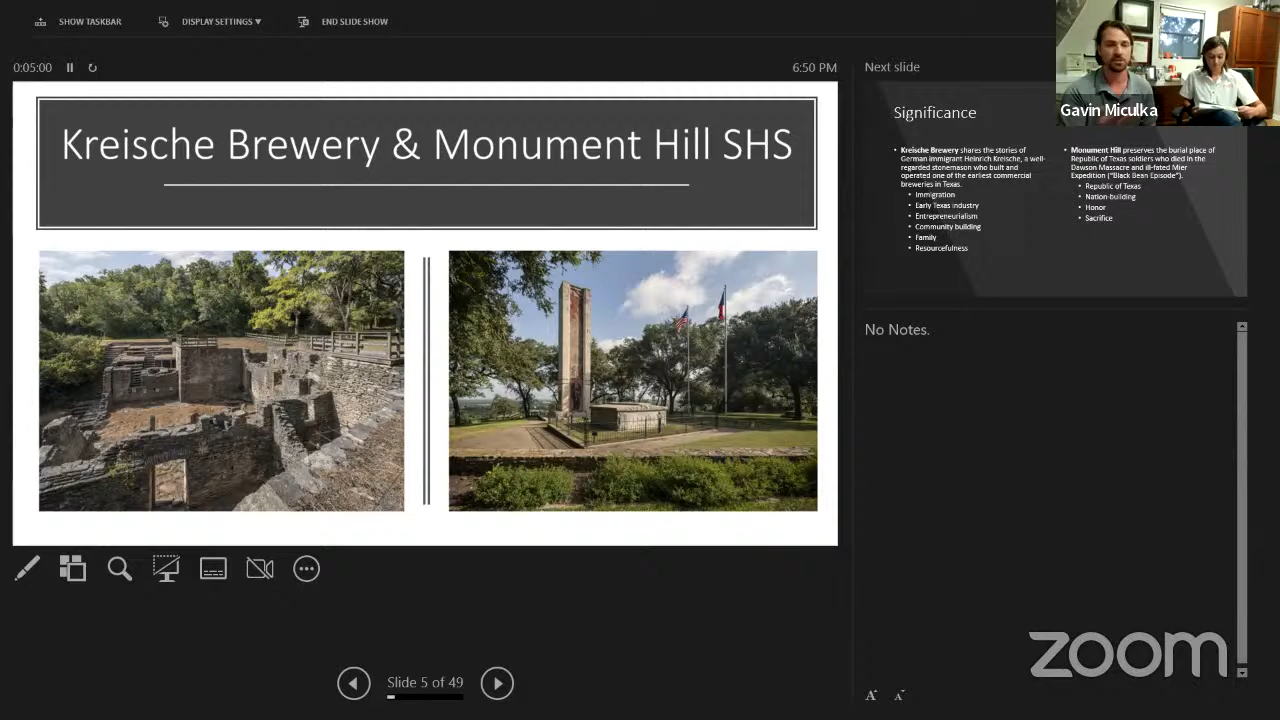 SHOW TASKBAR
DISPLAY SETTINGS ▼
END SLIDE SHOW
0:05:00
6:50 PM
Next slide
Gavin Miculka
Kreische Brewery & Monument Hill SHS
Significance
• Kreische Brewery shares the stories of
German immigrant Heinrich Kreische, a well-
regarded stonemason who built and
operated one of the earliest commercial
breweries in Texas.
• Immigration
• Early Texas industry
• Entrepreneurialism
• Community building
• Family
• Resourcefulness
• Monument Hill preserves the burial place of
Republic of Texas soldiers who died in the
Dawson Massacre and ill-fated Mier
Expedition ("Black Bean Episode").
• Republic of Texas
• Nation-building
• Honor
• Sacrifice
No Notes.
Slide 5 of 49
zoom
A A